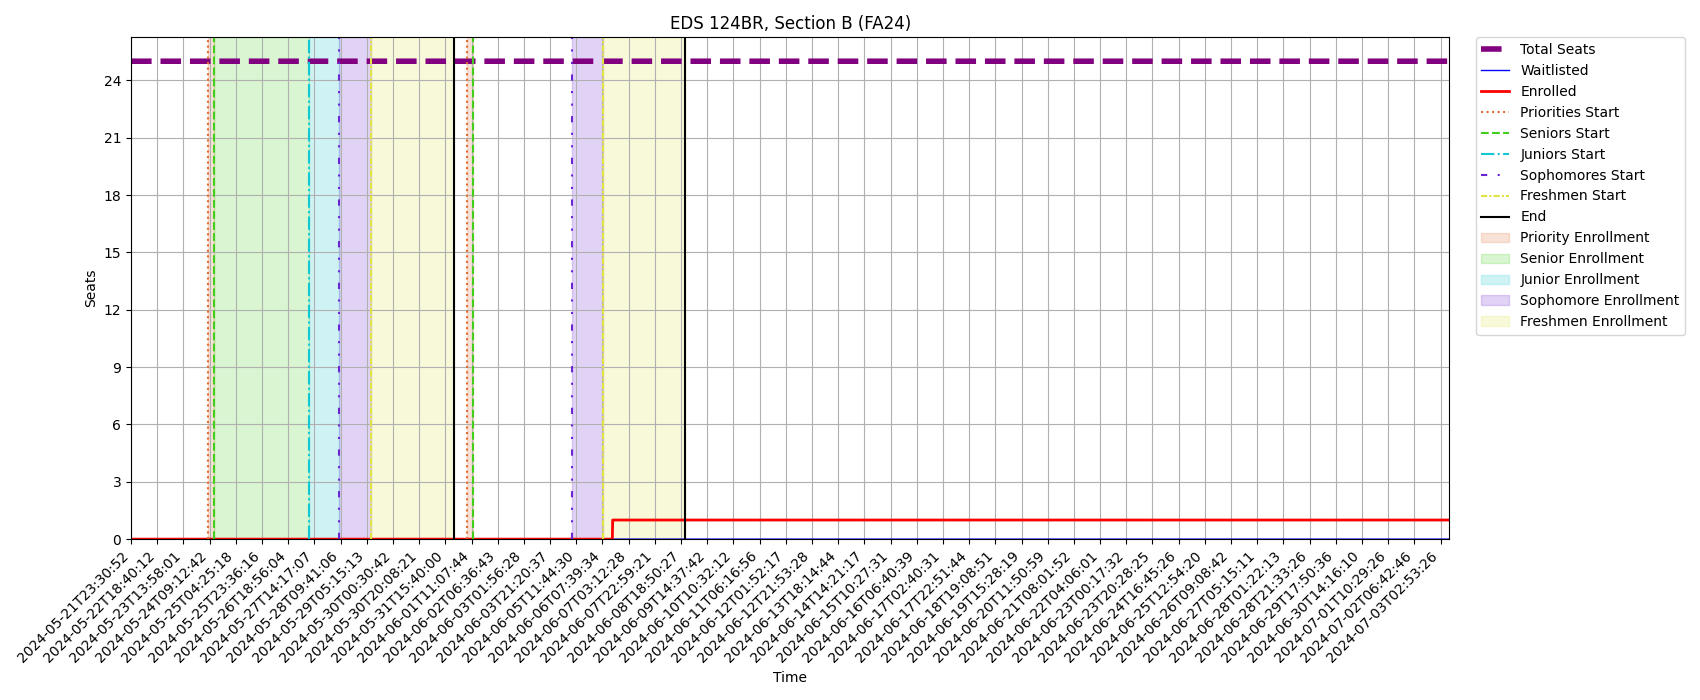 EDS 124BR, Section B (FA24)
Seats
24
21
18
15
12
9
6
3
0
2024-05-21T23:30:52
2024-05-22T18:40:12
2024-05-23T13:58:01
2024-05-24T09:12:42
2024-05-25T04:25:18
2024-05-25T23:36:16
2024-05-26T18:56:04
2024-05-27T14:17:07
2024-05-28T09:41:06
2024-05-29T05:15:13
2024-05-30T00:30:42
2024-05-30T20:08:21
2024-05-31T15:40:00
2024-06-01T11:07:44
2024-06-02T06:36:43
2024-06-03T01:56:28
2024-06-03T21:20:37
2024-06-05T11:44:30
2024-06-06T07:39:34
2024-06-07T03:12:28
2024-06-07T22:59:21
2024-06-08T18:50:27
2024-06-09T14:37:42
2024-06-10T10:32:12
2024-06-11T06:16:56
2024-06-12T01:52:17
2024-06-12T21:53:28
2024-06-13T18:14:44
2024-06-14T14:21:17
2024-06-15T10:27:31
2024-06-16T06:40:39
2024-06-17T02:40:31
2024-06-17T22:51:44
2024-06-18T19:08:51
2024-06-19T15:28:19
2024-06-20T11:50:59
2024-06-21T08:01:52
2024-06-22T04:06:01
2024-06-23T00:17:32
2024-06-23T20:28:25
2024-06-24T16:45:26
2024-06-25T12:54:20
2024-06-26T09:08:42
2024-06-27T05:15:11
2024-06-28T01:22:13
2024-06-28T21:33:26
2024-06-29T17:50:36
2024-06-30T14:16:10
2024-07-01T10:29:26
2024-07-02T06:42:46
2024-07-03T02:53:26
Time
Total Seats
Waitlisted
Enrolled
Priorities Start
Seniors Start
Juniors Start
Sophomores Start
Freshmen Start
End
Priority Enrollment
Senior Enrollment
Junior Enrollment
Sophomore Enrollment
Freshmen Enrollment